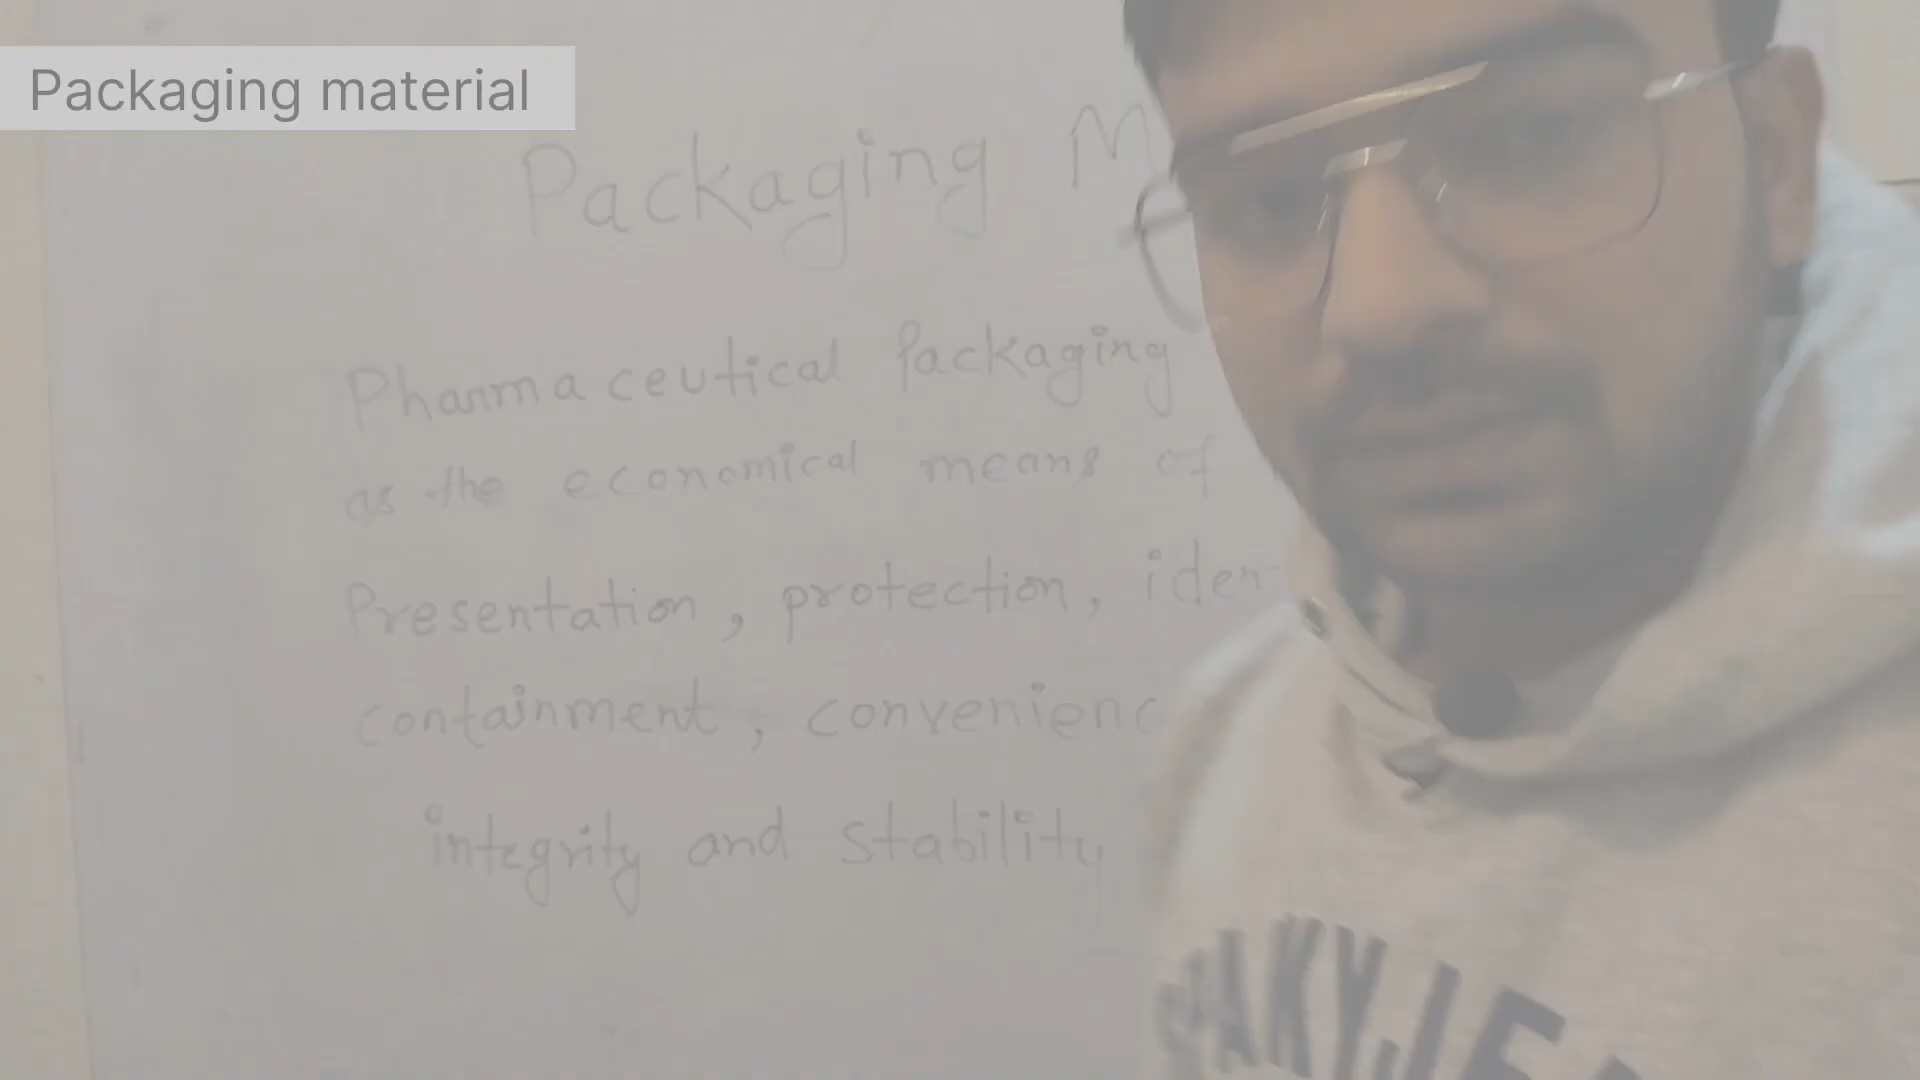 Packaging material
Packaging M
Pharmaceutical Packaging
as the economical means of
Presentation, protection, iden-
containment, convenienc
integrity and stability